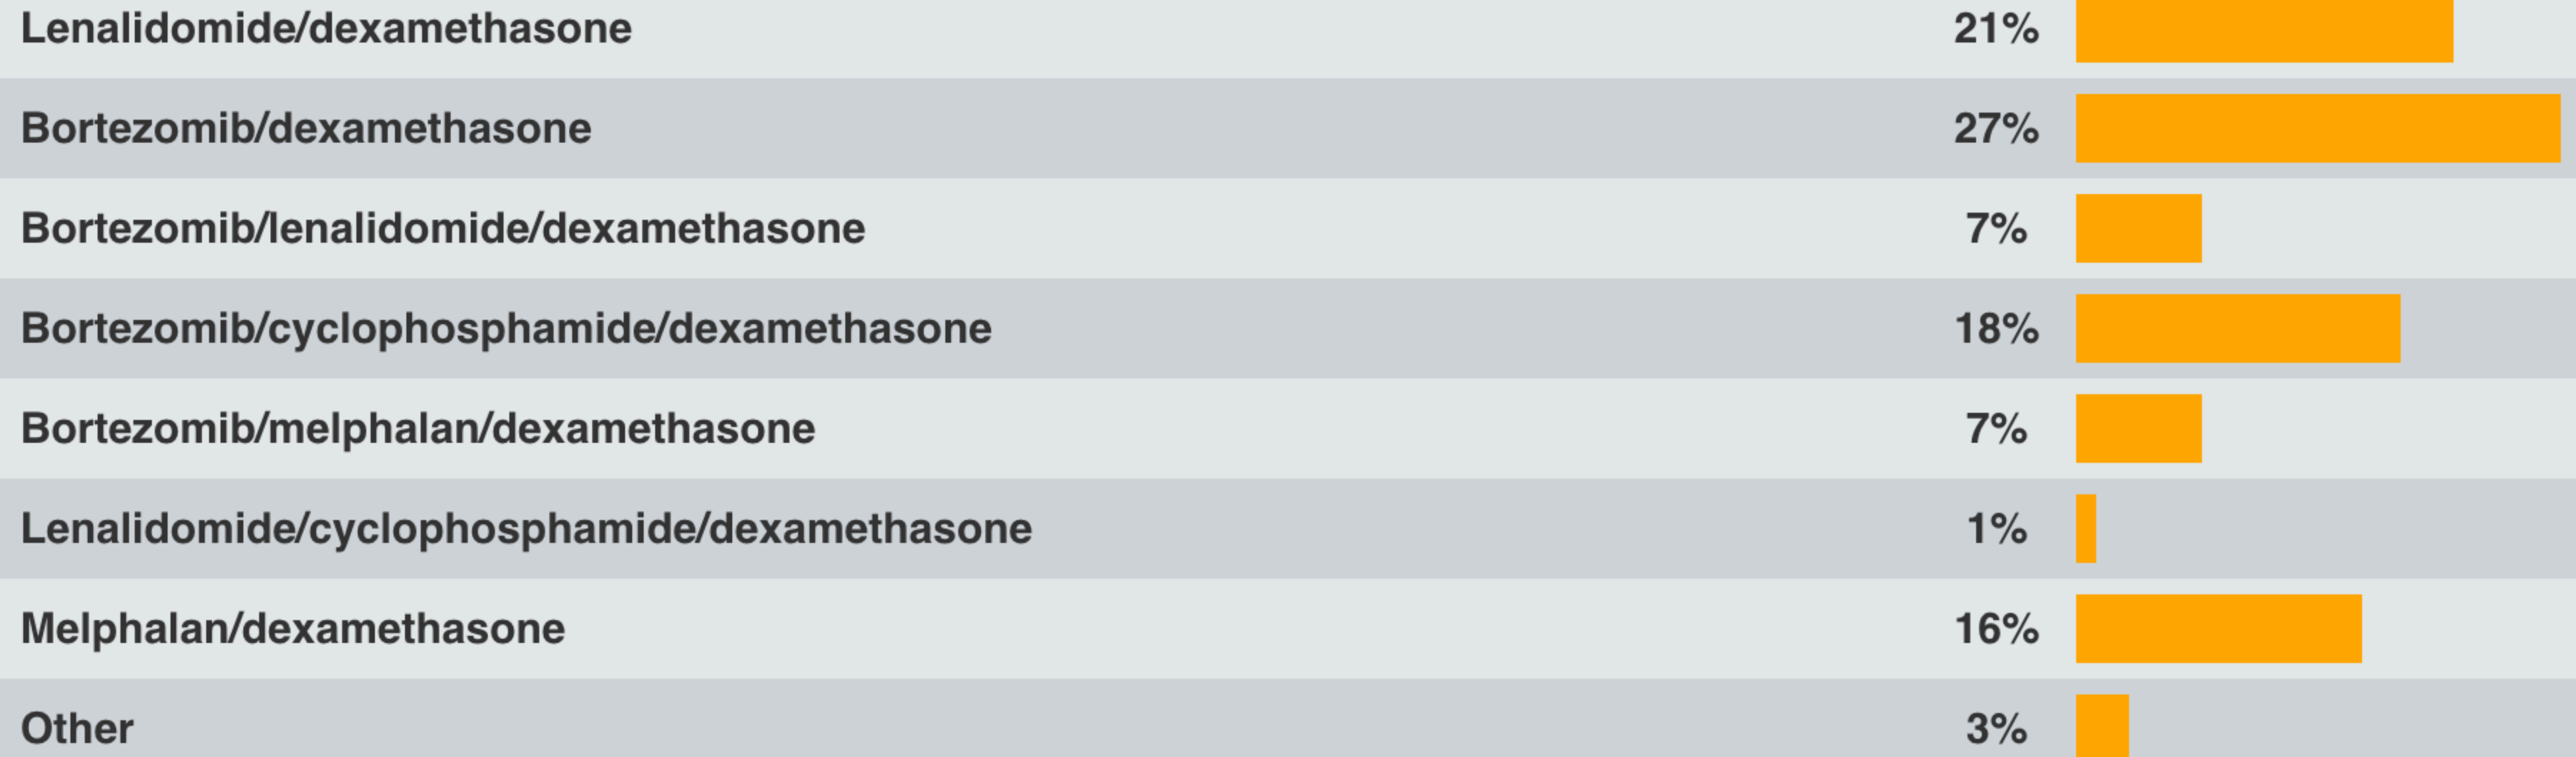 Lenalidomide/dexamethasone 21%
Bortezomib/dexamethasone 27%
Bortezomib/lenalidomide/dexamethasone 7%
Bortezomib/cyclophosphamide/dexamethasone 18%
Bortezomib/melphalan/dexamethasone 7%
Lenalidomide/cyclophosphamide/dexamethasone 1%
Melphalan/dexamethasone 16%
Other 3%